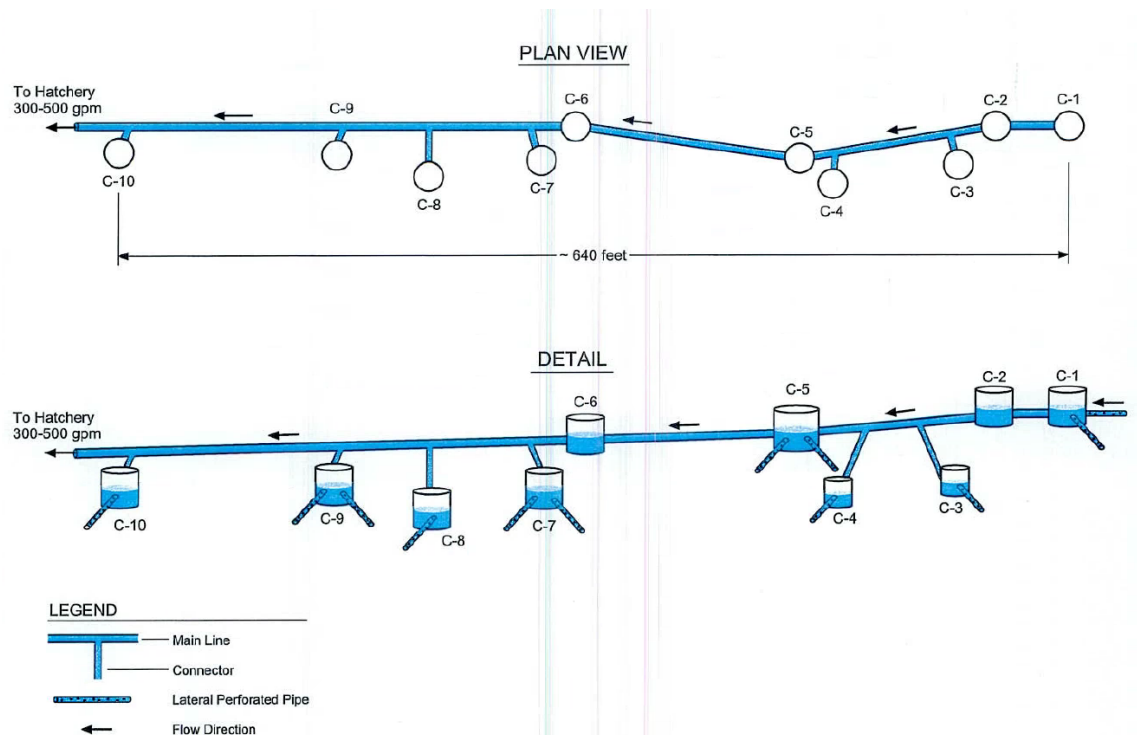 PLAN VIEW
To Hatchery
300-500 gpm
C-9
C-6
C-2
C-1
C-5
C-10
C-8
C-7
C-4
C-3
~ 640 feet
DETAIL
To Hatchery
300-500 gpm
C-6
C-5
C-2
C-1
C-10
C-9
C-8
C-7
C-4
C-3
LEGEND
Main Line
Connector
Lateral Perforated Pipe
Flow Direction